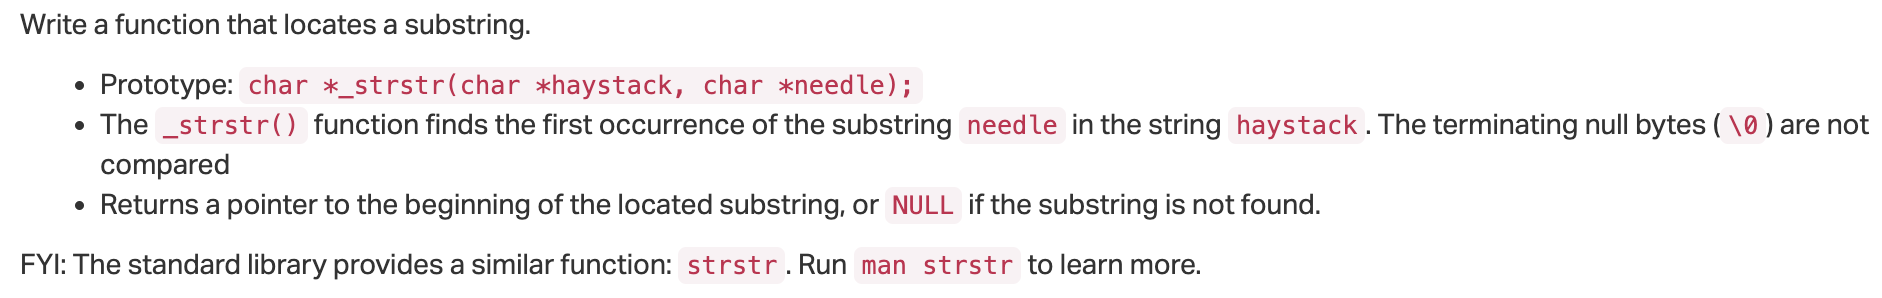 Write a function that locates a substring.
• Prototype: char *_strstr(char *haystack, char *needle);
• The _strstr() function finds the first occurrence of the substring needle in the string haystack. The terminating null bytes (\0) are not
compared
• Returns a pointer to the beginning of the located substring, or NULL if the substring is not found.
FYI: The standard library provides a similar function: strstr. Run man strstr to learn more.